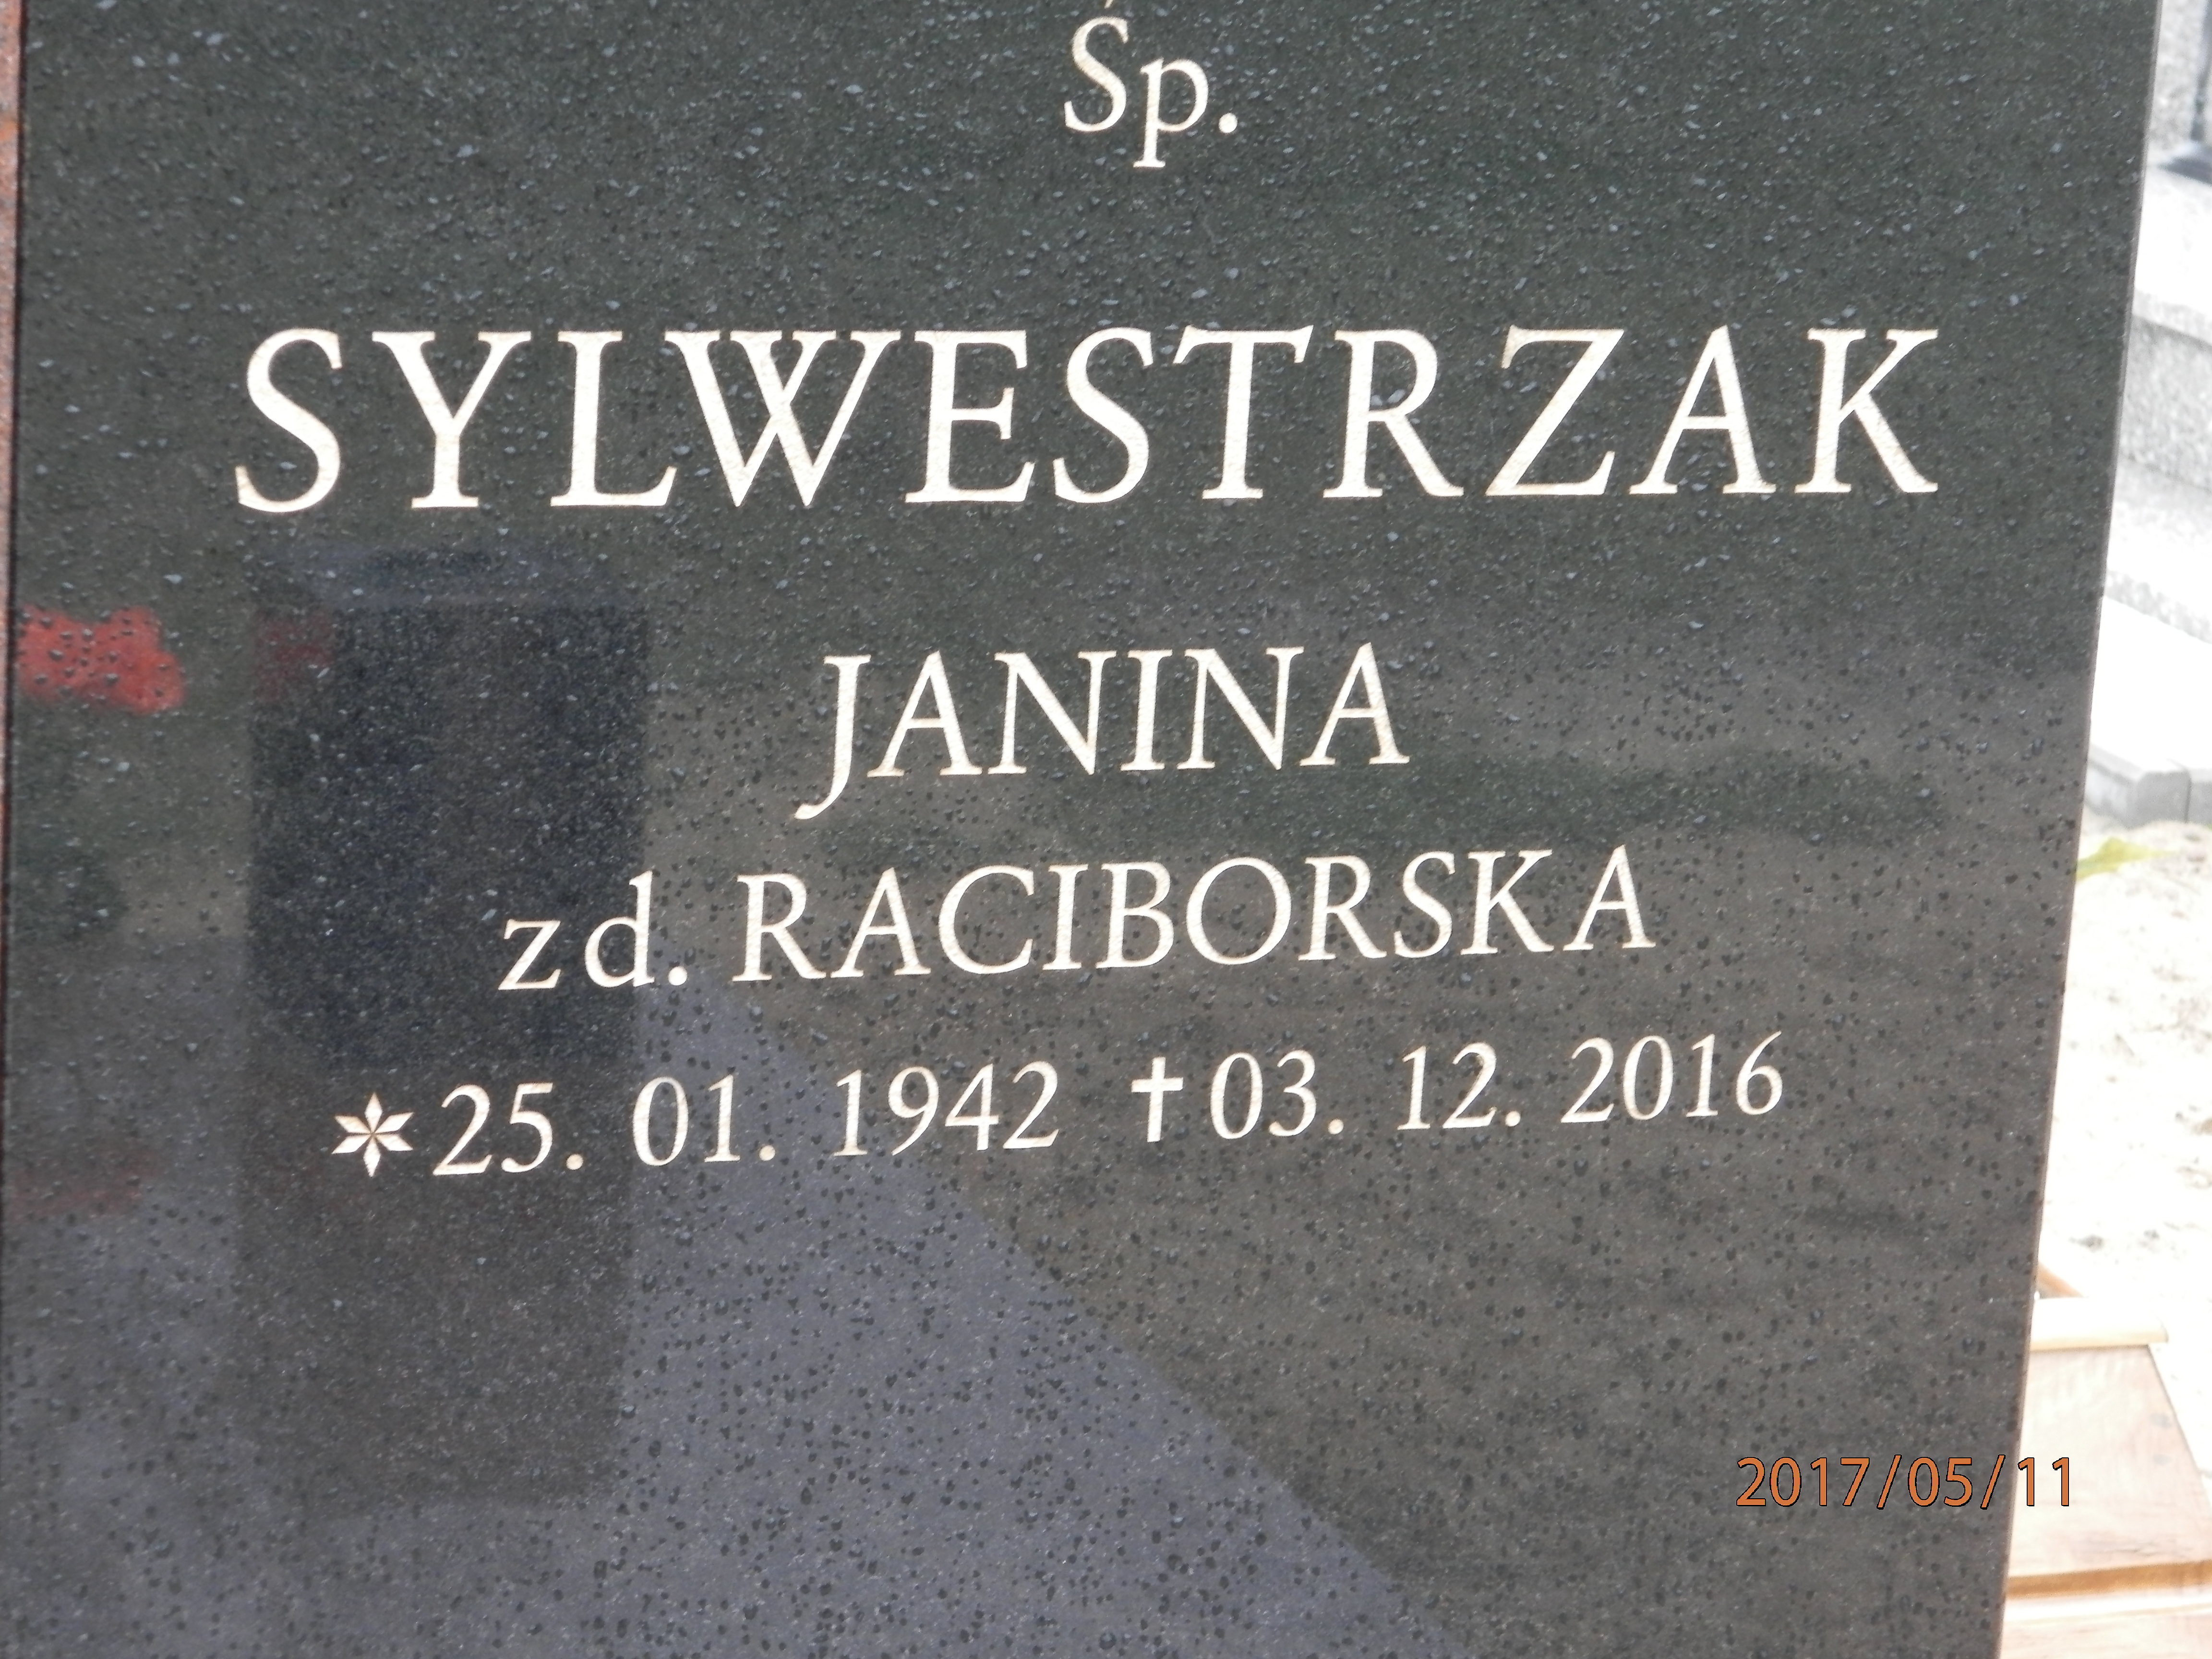 Śp.
SYLWESTRZAK
JANINA
zd. RACIBORSKA
✶25. 01. 1942 ✝03. 12. 2016
2017/05/11